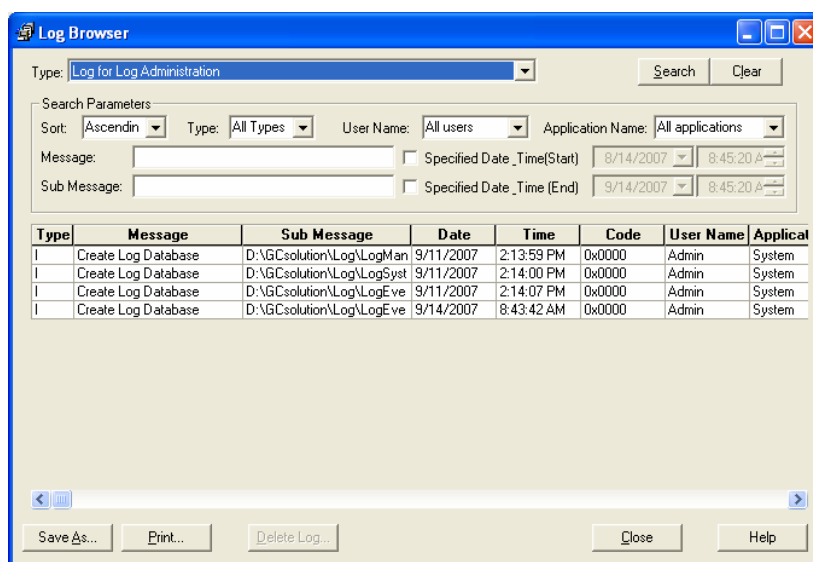 Log Browser
Type: Log for Log Administration Search Clear
Search Parameters
Sort: Ascendin Type: All Types User Name: All users Application Name: All applications
Message: Specified Date _Time(Start) 8/14/2007 8:45:20 A
Sub Message: Specified Date _Time (End) 9/14/2007 8:45:20 A
Type Message Sub Message Date Time Code User Name Applicat
I Create Log Database D:\GCsolution\Log\LogMan 9/11/2007 2:13:59 PM 0x0000 Admin System
I Create Log Database D:\GCsolution\Log\LogSyst 9/11/2007 2:14:00 PM 0x0000 Admin System
I Create Log Database D:\GCsolution\Log\LogEve 9/11/2007 2:14:07 PM 0x0000 Admin System
I Create Log Database D:\GCsolution\Log\LogEve 9/14/2007 8:43:42 AM 0x0000 Admin System
Save As... Print... Delete Log... Close Help